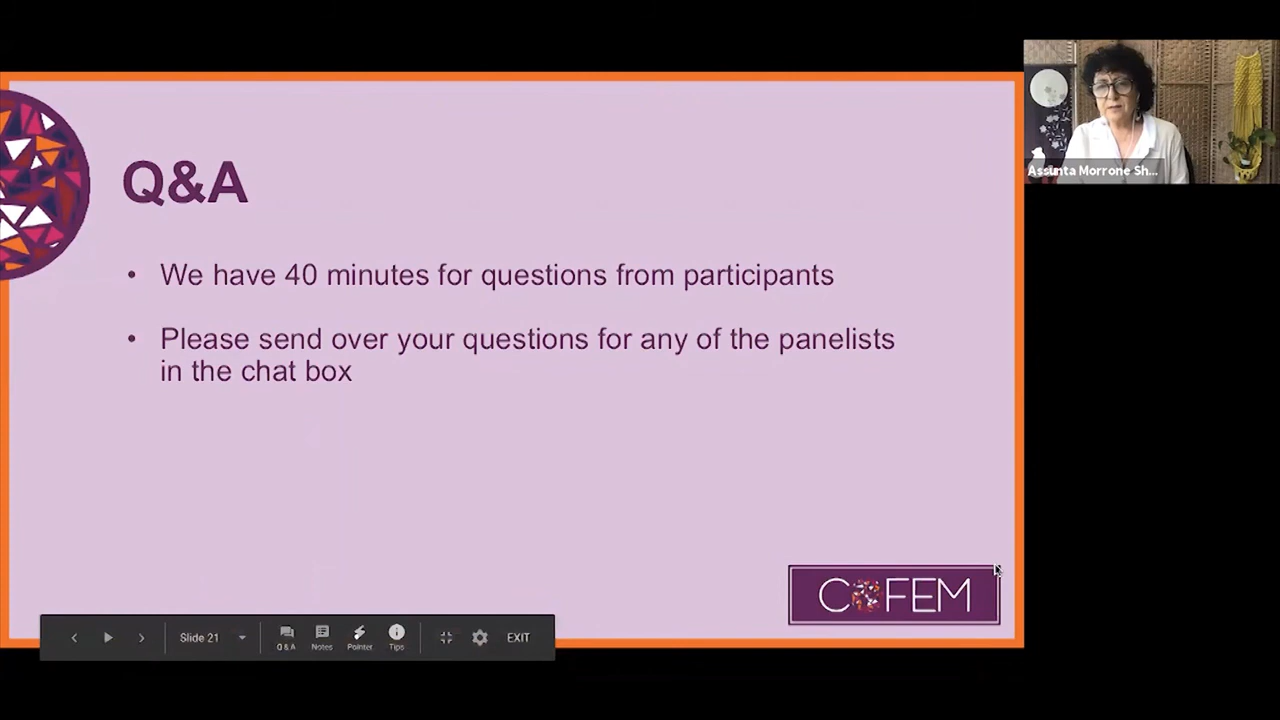 Q&A
• We have 40 minutes for questions from participants
• Please send over your questions for any of the panelists
in the chat box
COFEM
Assunta Morrone Sh...
Slide 21
Q & A
Notes
Pointer
Tips
EXIT